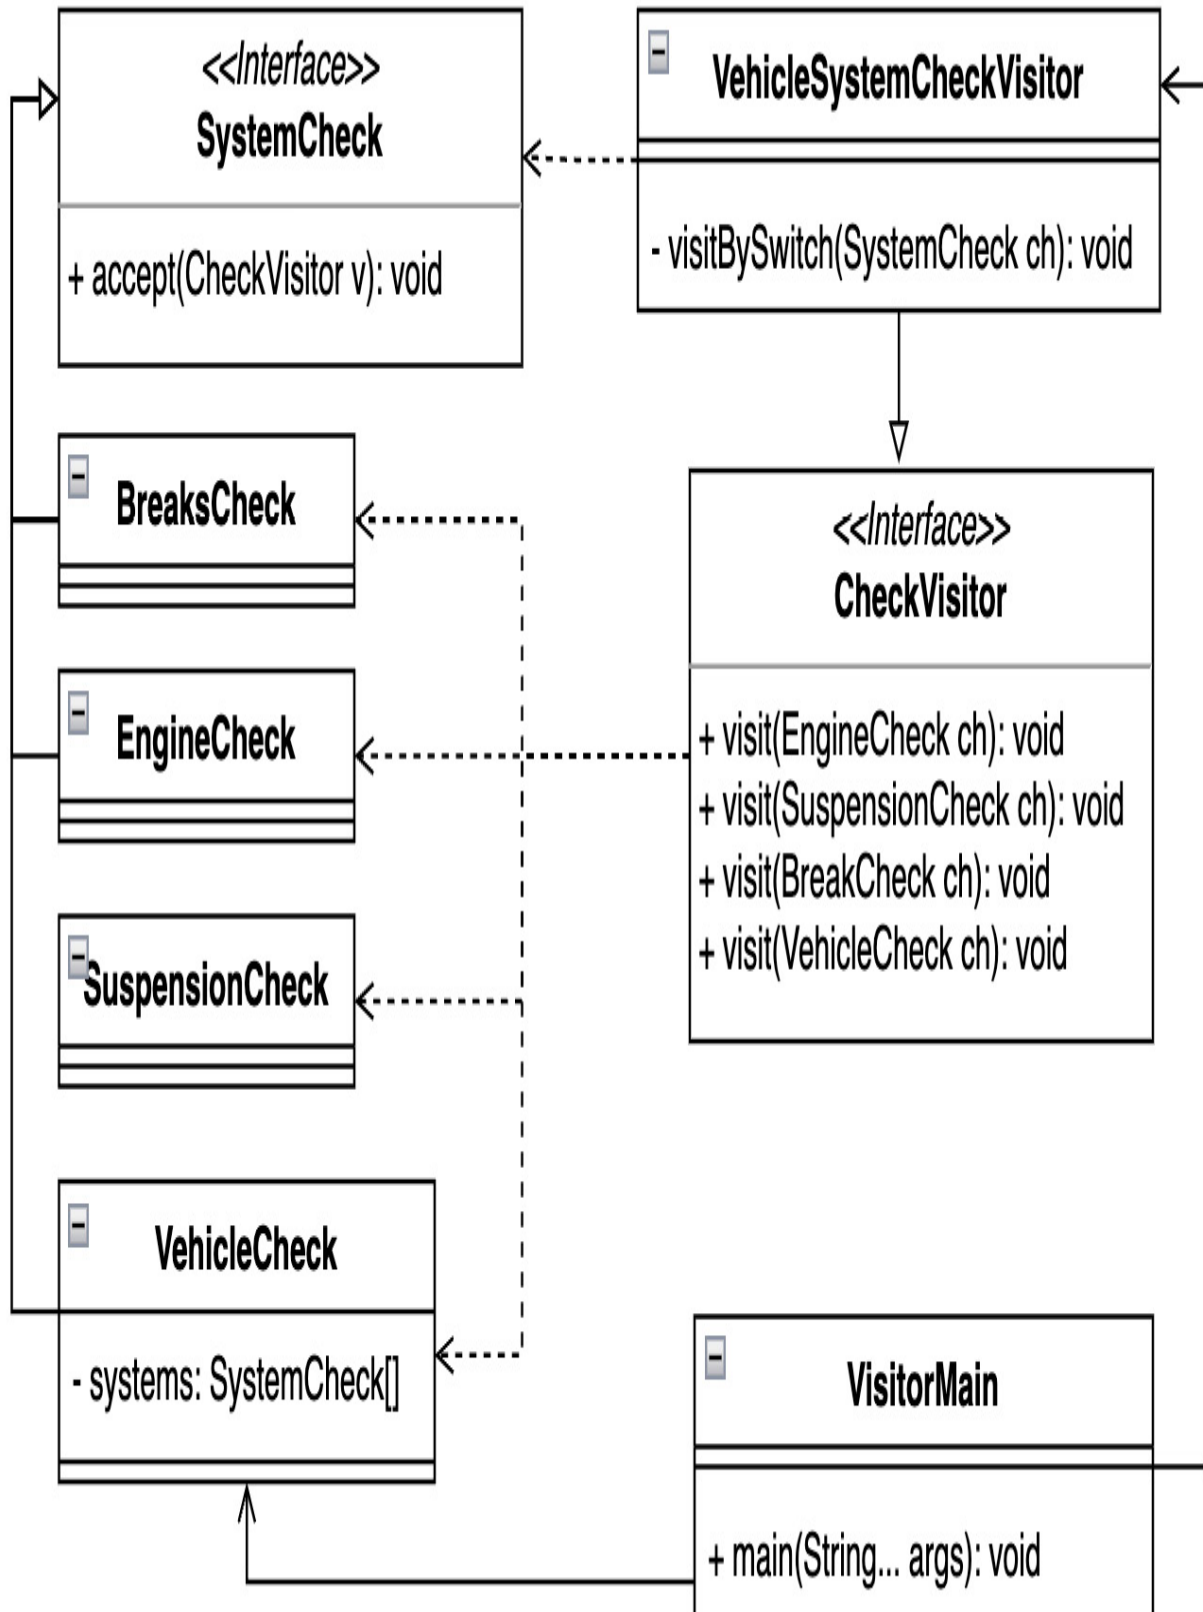 <<Interface>>
SystemCheck
+ accept(CheckVisitor v): void
VehicleSystemCheckVisitor
- visitBySwitch(SystemCheck ch): void
BreaksCheck
<<Interface>>
CheckVisitor
+ visit(EngineCheck ch): void
+ visit(SuspensionCheck ch): void
+ visit(BreakCheck ch): void
+ visit(VehicleCheck ch): void
EngineCheck
SuspensionCheck
VehicleCheck
- systems: SystemCheck[]
VisitorMain
+ main(String... args): void